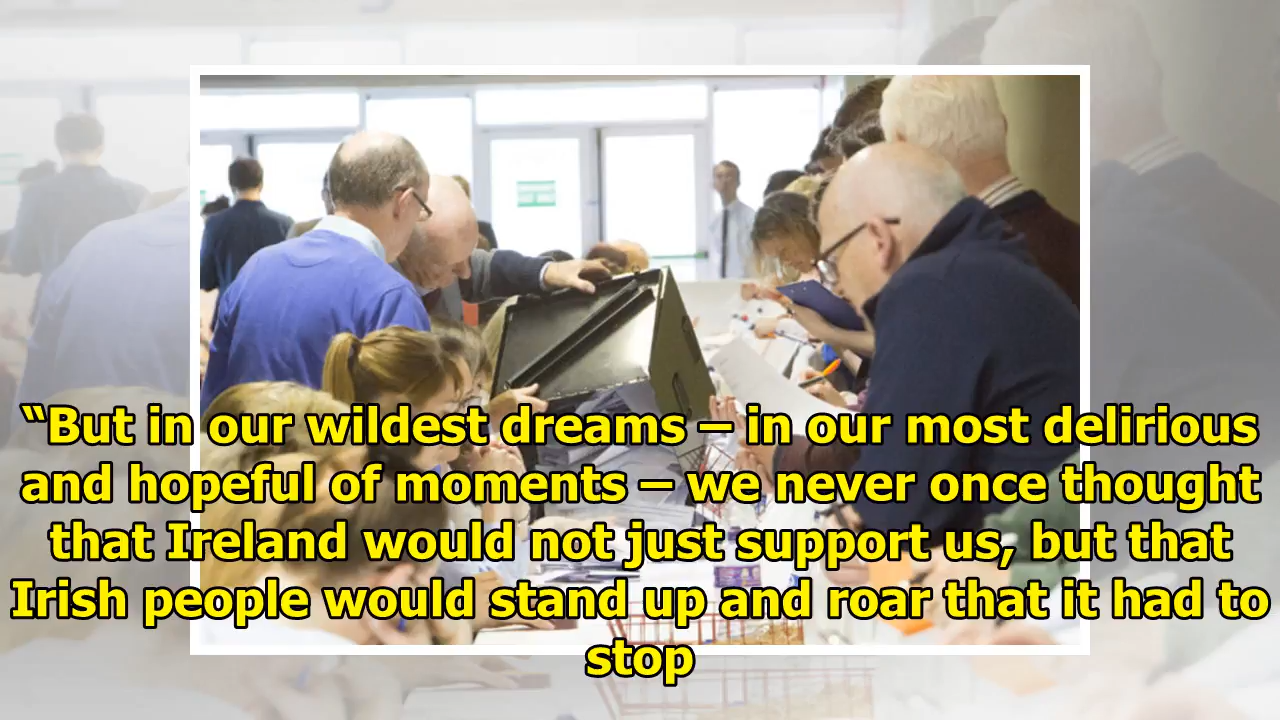 “But in our wildest dreams – in our most delirious
and hopeful of moments – we never once thought
that Ireland would not just support us, but that
Irish people would stand up and roar that it had to
stop